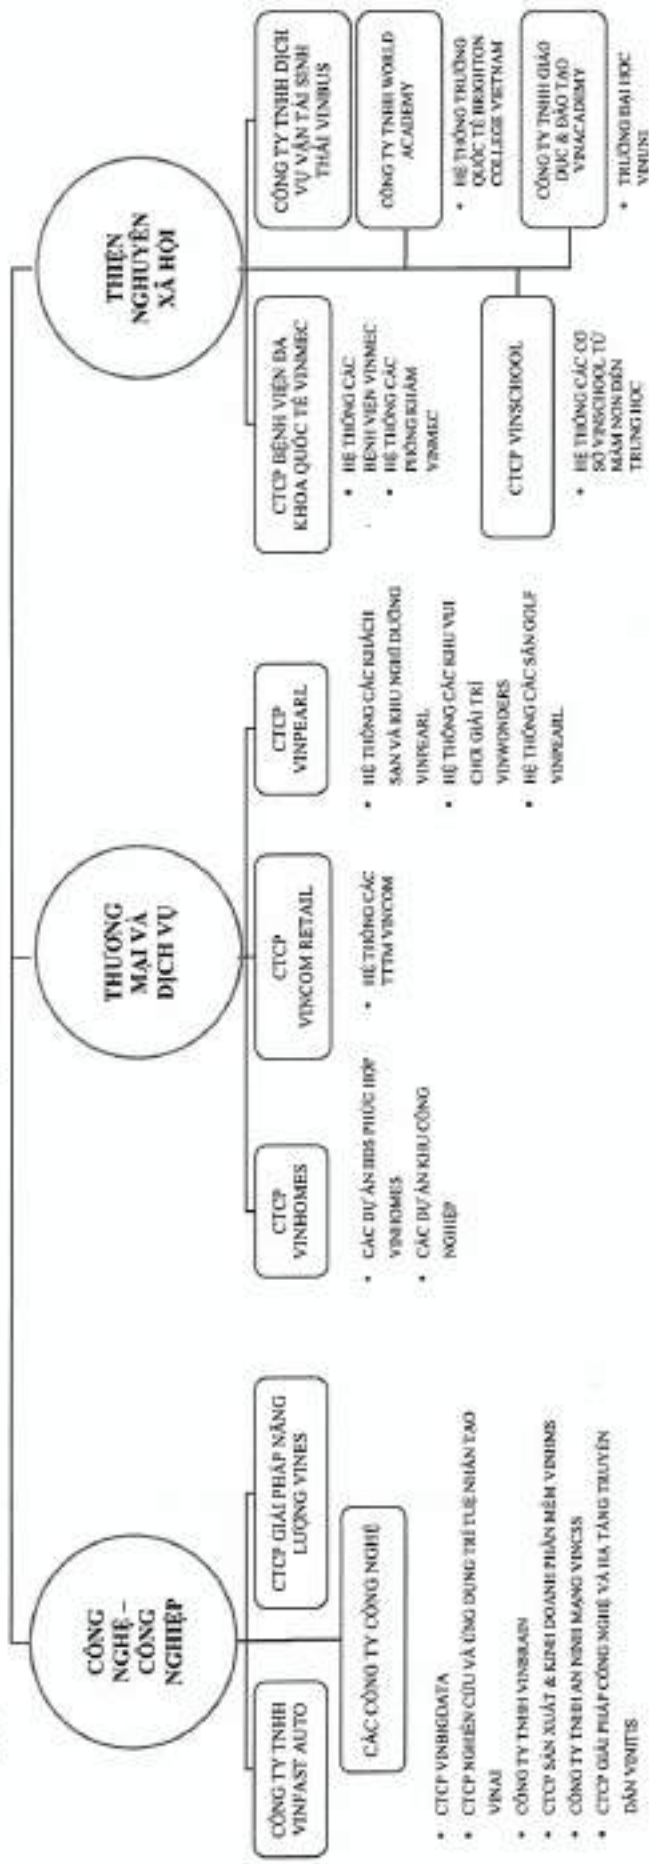 CÔNG
NGHỆ –
CÔNG
NGHIỆP
CÔNG TY TNHH
VINFAST AUTO
CTCP GIẢI PHÁP NĂNG
LƯỢNG VINES
CÁC CÔNG TY CÔNG NGHỆ
• CTCP VINBIGDATA
• CTCP NGHIÊN CỨU VÀ ỨNG DỤNG TRÍ TUỆ NHÂN TẠO
VINAI
• CÔNG TY TNHH VINBRAIN
• CTCP SẢN XUẤT & KINH DOANH PHẦN MỀM VINHMS
• CÔNG TY TNHH AN NINH MẠNG VINCSS
• CTCP GIẢI PHÁP CÔNG NGHỆ VÀ HẠ TẦNG TRUYỀN
DẪN VINITIS
THƯƠNG
MẠI VÀ
DỊCH VỤ
CTCP
VINHOMES
• CÁC DỰ ÁN BĐS PHỨC HỢP
VINHOMES
• CÁC DỰ ÁN KHU CÔNG
NGHIỆP
CTCP
VINCOM RETAIL
• HỆ THỐNG CÁC
TTTM VINCOM
CTCP
VINPEARL
• HỆ THỐNG CÁC KHÁCH
SẠN VÀ KHU NGHỈ DƯỠNG
VINPEARL
• HỆ THỐNG CÁC KHU VUI
CHƠI GIẢI TRÍ
VINWONDERS
• HỆ THỐNG CÁC SÂN GOLF
VINPEARL
THIỆN
NGHUYỆN
XÃ HỘI
CTCP BỆNH VIỆN ĐA
KHOA QUỐC TẾ VINMEC
• HỆ THỐNG CÁC
BỆNH VIỆN VINMEC
• HỆ THỐNG CÁC
PHÒNG KHÁM
VINMEC
CTCP VINSCHOOL
• HỆ THỐNG CÁC CƠ
SỞ VINSCHOOL TỪ
MẦM NON ĐẾN
TRUNG HỌC
CÔNG TY TNHH DỊCH
VỤ VẬN TẢI SINH
THÁI VINBUS
CÔNG TY TNHH WORLD
ACADEMY
• HỆ THỐNG TRƯỜNG
QUỐC TẾ BRIGHTON
COLLEGE VIETNAM
CÔNG TY TNHH GIÁO
DỤC & ĐÀO TẠO
VINACADEMY
• TRƯỜNG ĐẠI HỌC
VINUNI